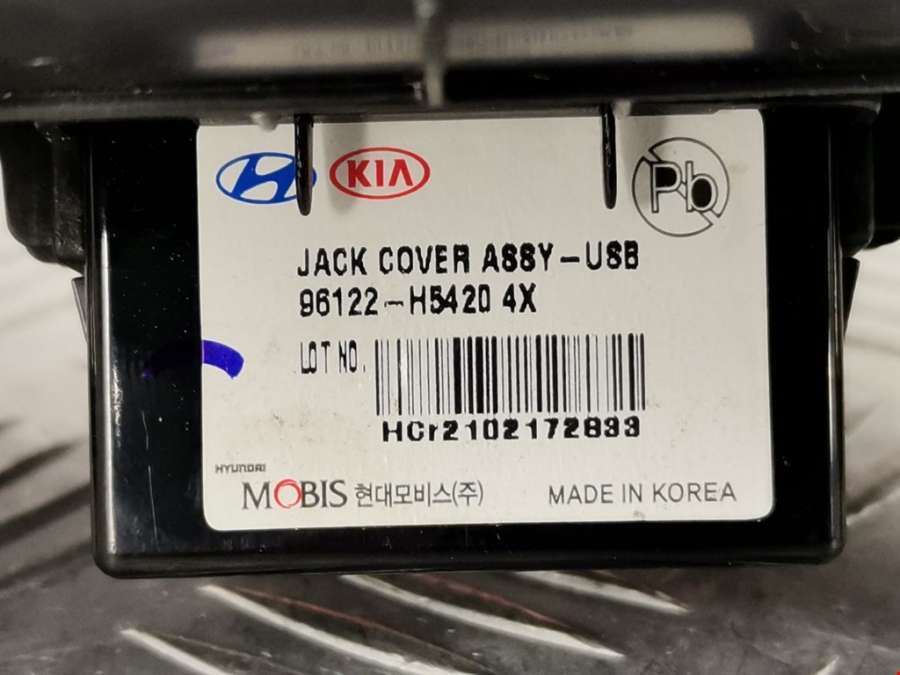 KIA
Pb
JACK COVER ASSY-USB
96122-H5420 4X
LOT NO.
HCr2102172833
HYUNDAI
MOBIS 현대모비스(주)
MADE IN KOREA